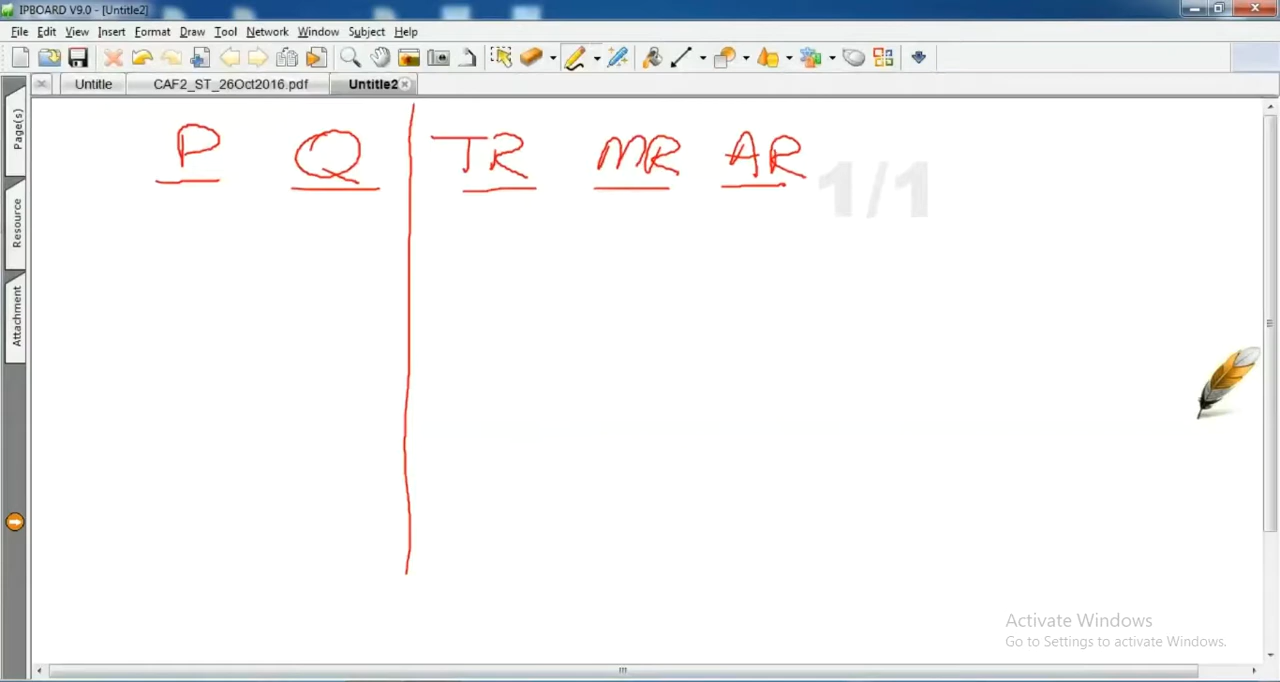 IPBOARD V9.0 - [Untitle2]
File Edit View Insert Format Draw Tool Network Window Subject Help
Untitle CAF2_ST_26Oct2016.pdf Untitle2
Page(s)
Resource
Attachment
P Q TR MR AR
1/1
Activate Windows
Go to Settings to activate Windows.